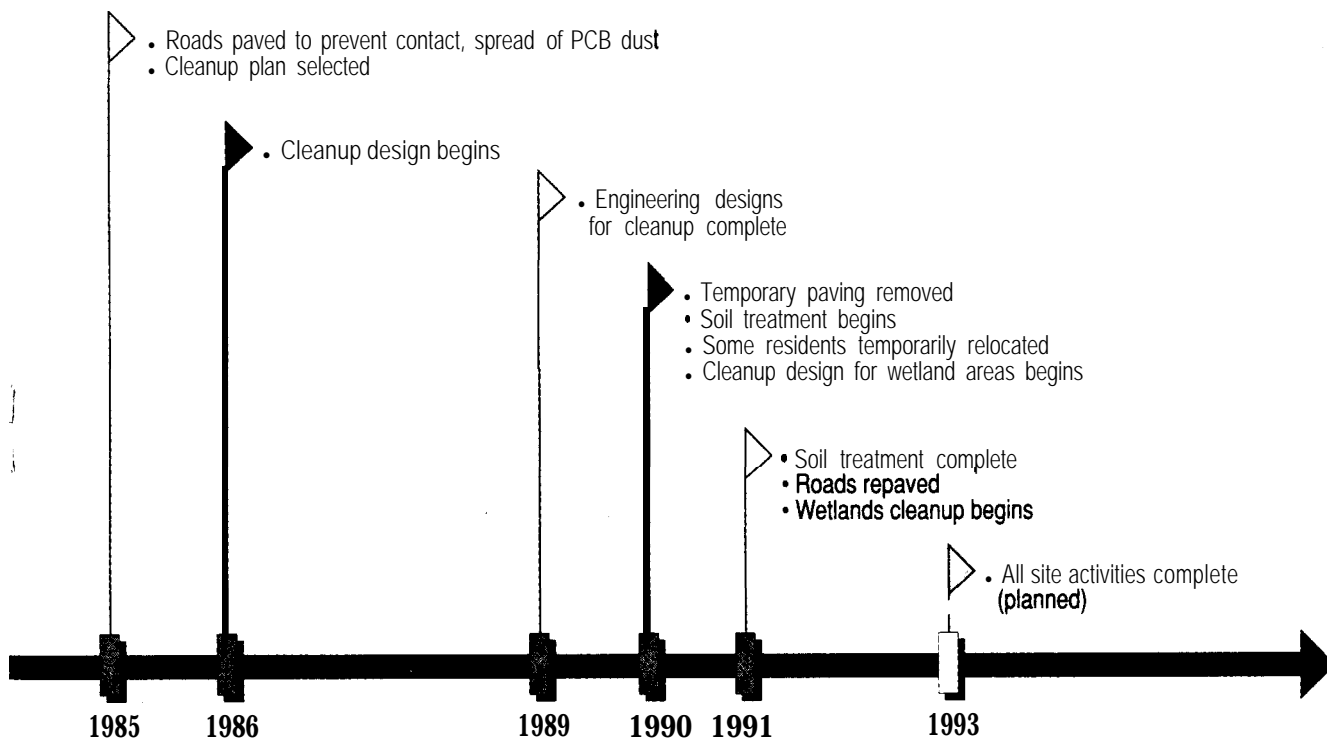 • Roads paved to prevent contact, spread of PCB dust
• Cleanup plan selected
• Cleanup design begins
• Engineering designs
for cleanup complete
• Temporary paving removed
• Soil treatment begins
• Some residents temporarily relocated
• Cleanup design for wetland areas begins
• Soil treatment complete
• Roads repaved
• Wetlands cleanup begins
• All site activities complete
(planned)
1985 1986 1989 1990 1991 1993